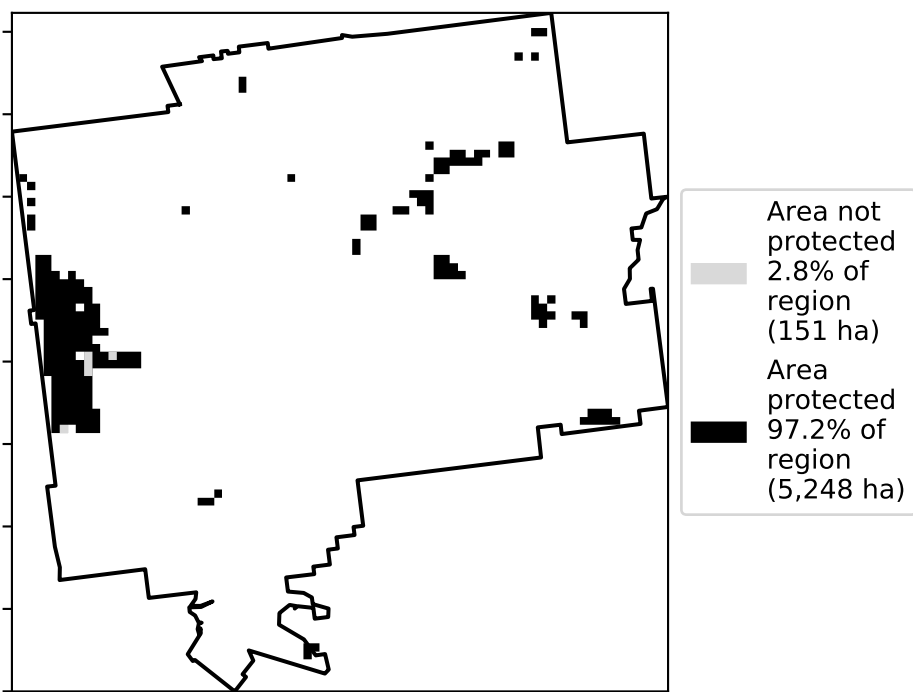 Area not
protected
2.8% of
region
(151 ha)
Area
protected
97.2% of
region
(5,248 ha)